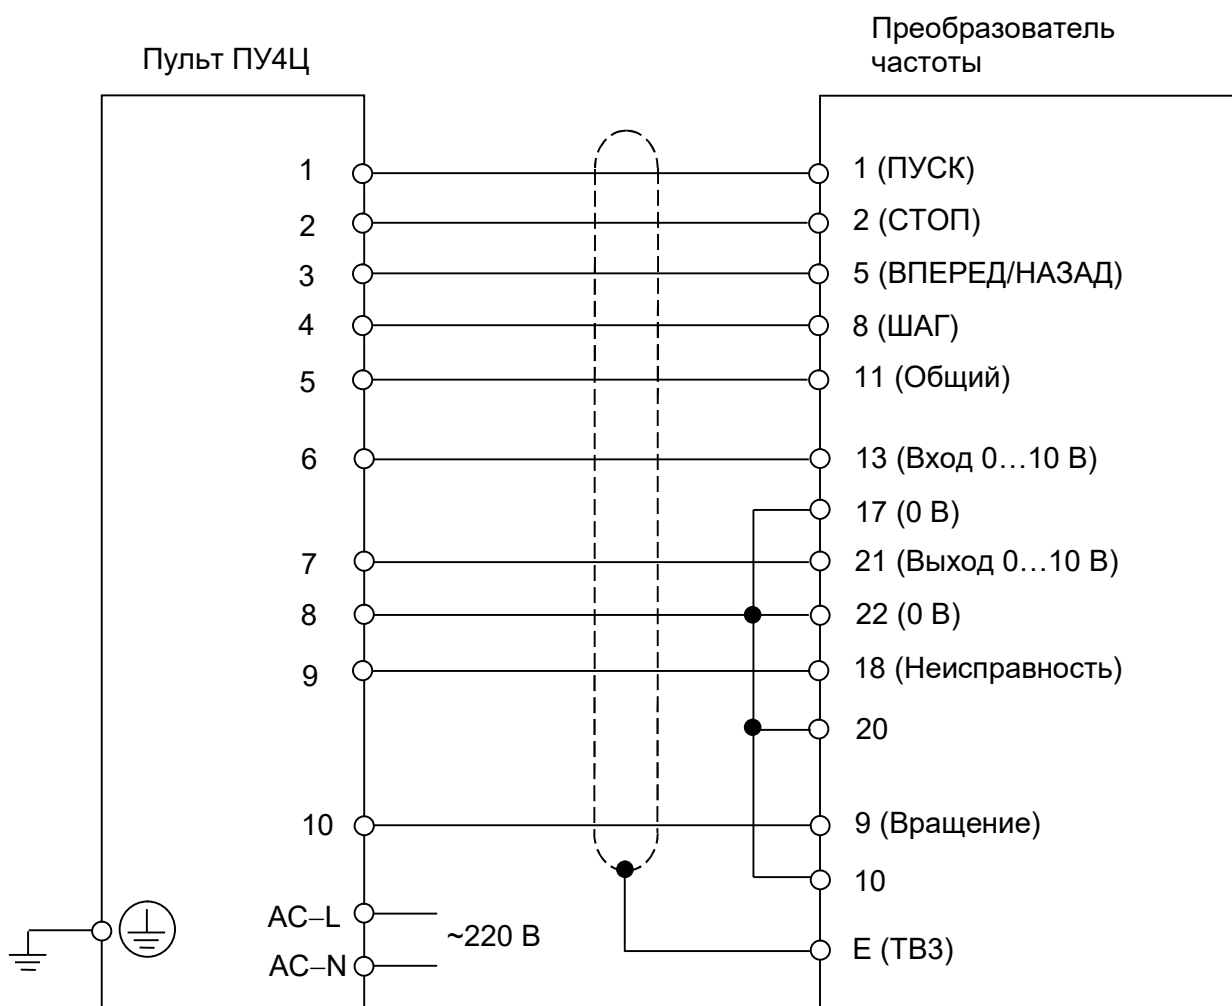 Пульт ПУ4Ц
Преобразователь
частоты
1
1 (ПУСК)
2
2 (СТОП)
3
5 (ВПЕРЕД/НАЗАД)
4
8 (ШАГ)
5
11 (Общий)
6
13 (Вход 0…10 В)
17 (0 В)
7
21 (Выход 0…10 В)
8
22 (0 В)
9
18 (Неисправность)
20
10
9 (Вращение)
10
AC–L
~220 В
AC–N
E (ТВ3)